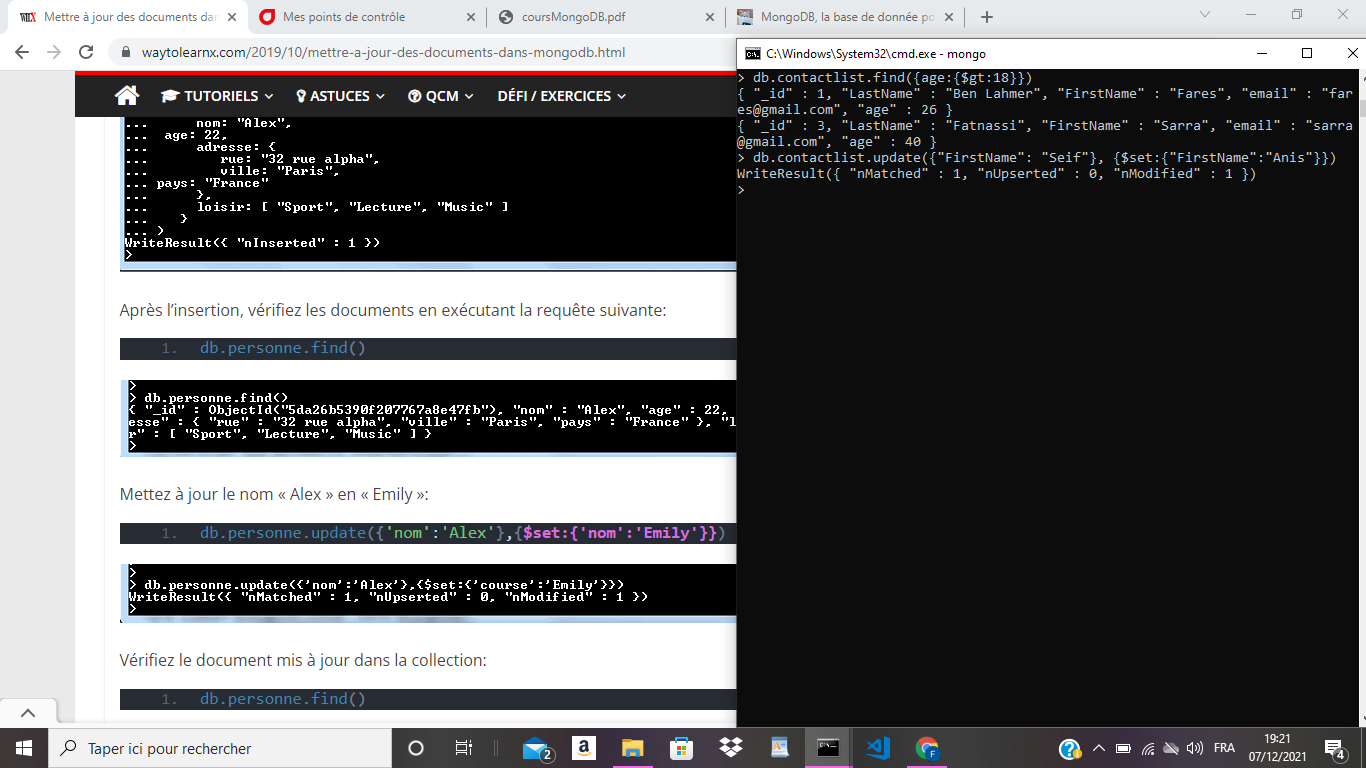 Mettre à jour des documents dan
Mes points de contrôle
coursMongoDB.pdf
MongoDB, la base de donnée po
waytolearnx.com/2019/10/mettre-a-jour-des-documents-dans-mongodb.html
TUTORIELS
ASTUCES
QCM
DÉFI / EXERCICES
... nom: "Alex",
... age: 22,
... adresse: {
... rue: "32 rue alpha",
... ville: "Paris",
... pays: "France"
... },
... loisir: [ "Sport", "Lecture", "Music" ]
... }
... )
WriteResult({ "nInserted" : 1 })
>
Après l’insertion, vérifiez les documents en exécutant la requête suivante:
1. db.personne.find()
>
> db.personne.find()
{ "_id" : ObjectId("5da26b5390f207767a8e47fb"), "nom" : "Alex", "age" : 22,
esse" : { "rue" : "32 rue alpha", "ville" : "Paris", "pays" : "France" }, "l
r" : [ "Sport", "Lecture", "Music" ] }
>
Mettez à jour le nom « Alex » en « Emily »:
1. db.personne.update({'nom':'Alex'},{$set:{'nom':'Emily'}})
>
> db.personne.update({'nom':'Alex'},{$set:{'course':'Emily'}})
WriteResult({ "nMatched" : 1, "nUpserted" : 0, "nModified" : 1 })
>
Vérifiez le document mis à jour dans la collection:
1. db.personne.find()
C:\Windows\System32\cmd.exe - mongo
> db.contactlist.find({age:{$gt:18}})
{ "_id" : 1, "LastName" : "Ben Lahmer", "FirstName" : "Fares", "email" : "far
es@gmail.com", "age" : 26 }
{ "_id" : 3, "LastName" : "Fatnassi", "FirstName" : "Sarra", "email" : "sarra
@gmail.com", "age" : 40 }
> db.contactlist.update({"FirstName": "Seif"}, {$set:{"FirstName":"Anis"}})
WriteResult({ "nMatched" : 1, "nUpserted" : 0, "nModified" : 1 })
>
Taper ici pour rechercher
2
F
FRA
19:21
07/12/2021
4